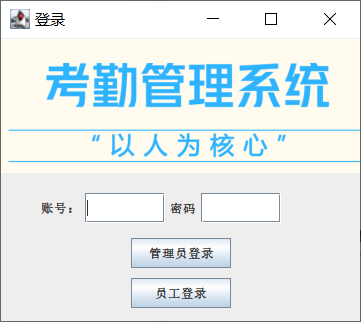 登录
考勤管理系统
“以人为核心”
账号： 密码
管理员登录
员工登录